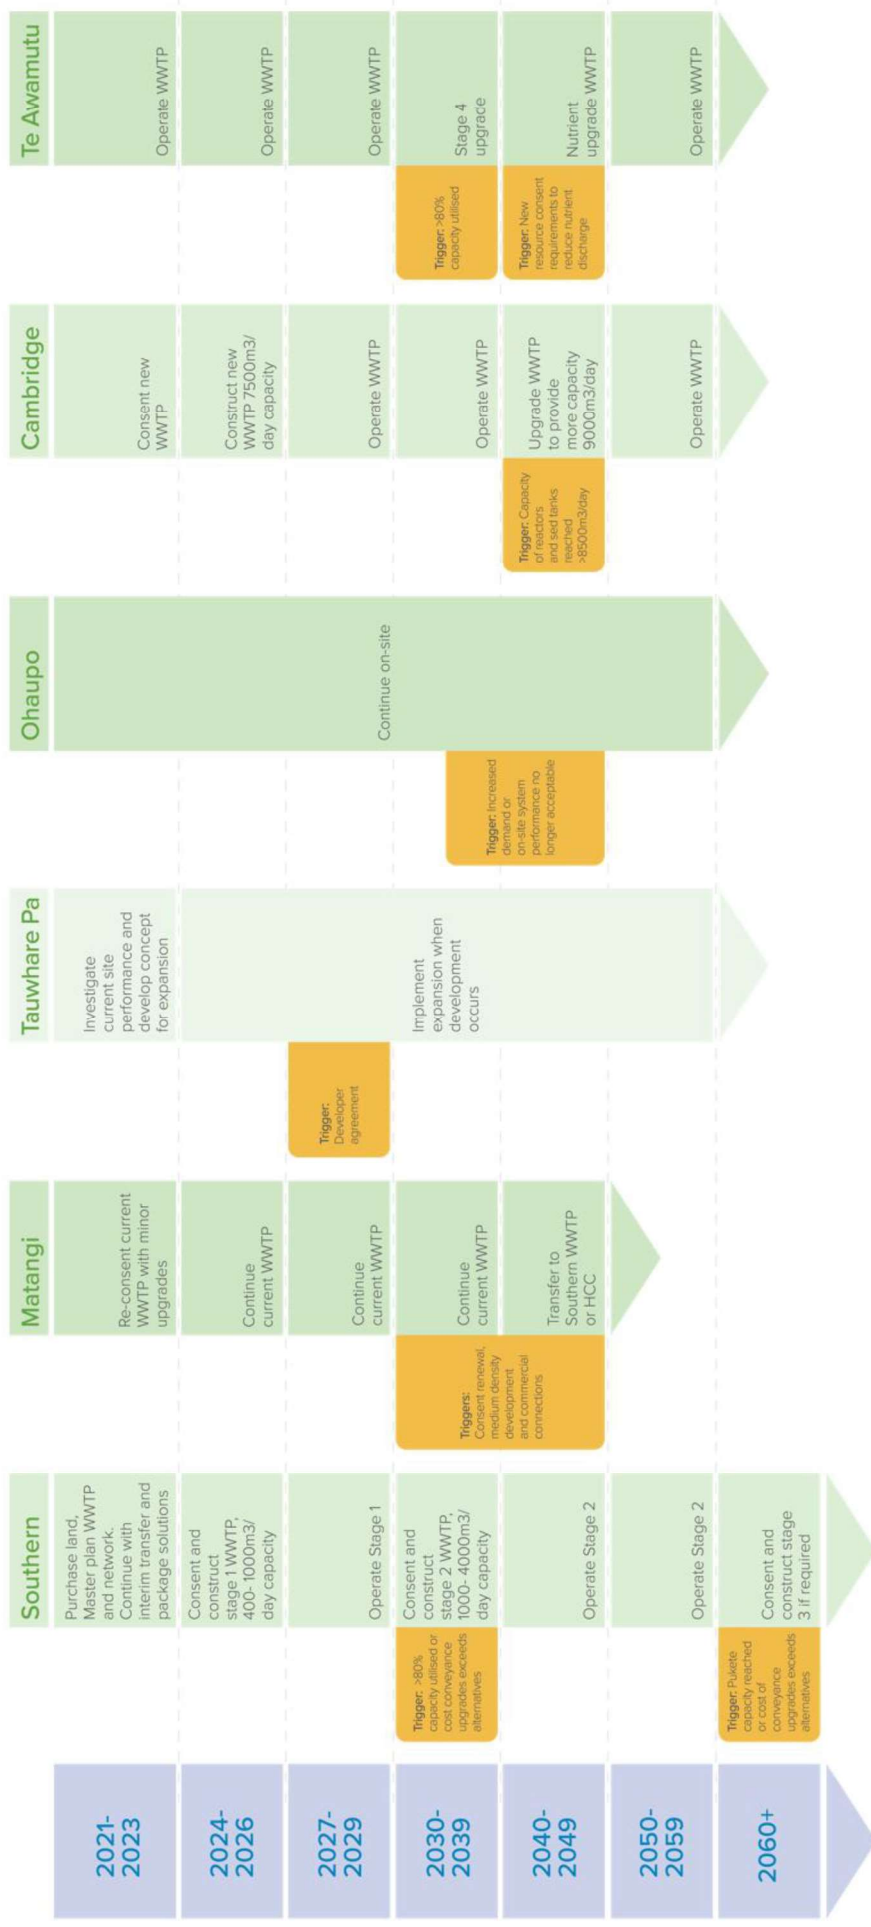 2021-
2023
2024-
2026
2027-
2029
2030-
2039
2040-
2049
2050-
2059
2060+
Southern
Purchase land,
Master plan WWTP
and network.
Continue with
interim transfer and
package solutions
Consent and
construct
stage 1 WWTP,
400- 1000m3/
day capacity
Operate Stage 1
Trigger: >80%
capacity utilised or
cost conveyance
upgrades exceeds
alternatives
Consent and
construct
stage 2 WWTP,
1000- 4000m3/
day capacity
Operate Stage 2
Operate Stage 2
Trigger: Pukete
capacity reached
or cost of
conveyance
upgrades exceeds
alternatives
Consent and
construct stage
3 if required
Matangi
Re-consent current
WWTP with minor
upgrades
Continue
current WWTP
Continue
current WWTP
Triggers:
Consent renewal,
medium density
development
and commercial
connections
Continue
current WWTP
Transfer to
Southern WWTP
or HCC
Tauwhare Pa
Investigate
current site
performance and
develop concept
for expansion
Trigger:
Developer
agreement
Implement
expansion when
development
occurs
Ohaupo
Continue on-site
Trigger: Increased
demand or
on-site system
performance no
longer acceptable
Cambridge
Consent new
WWTP
Construct new
WWTP 7500m3/
day capacity
Operate WWTP
Operate WWTP
Trigger: Capacity
of reactors
and sed tanks
reached
>8500m3/day
Upgrade WWTP
to provide
more capacity
9000m3/day
Operate WWTP
Te Awamutu
Operate WWTP
Operate WWTP
Operate WWTP
Trigger: >80%
capacity utilised
Stage 4
upgrace
Trigger: New
resource consent
requirements to
reduce nutrient
discharge
Nutrient
upgrade WWTP
Operate WWTP